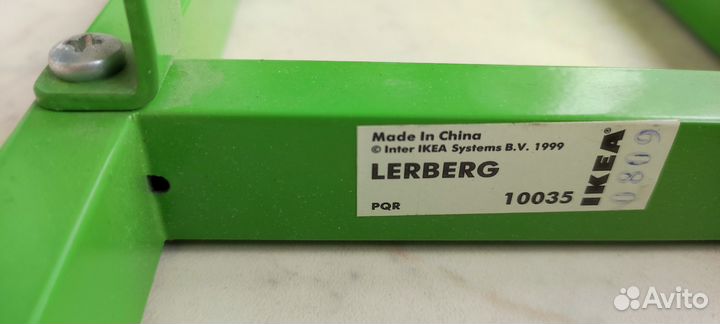 Made In China
© Inter IKEA Systems B.V. 1999
LERBERG
PQR 10035
IKEA®
0809
Avito